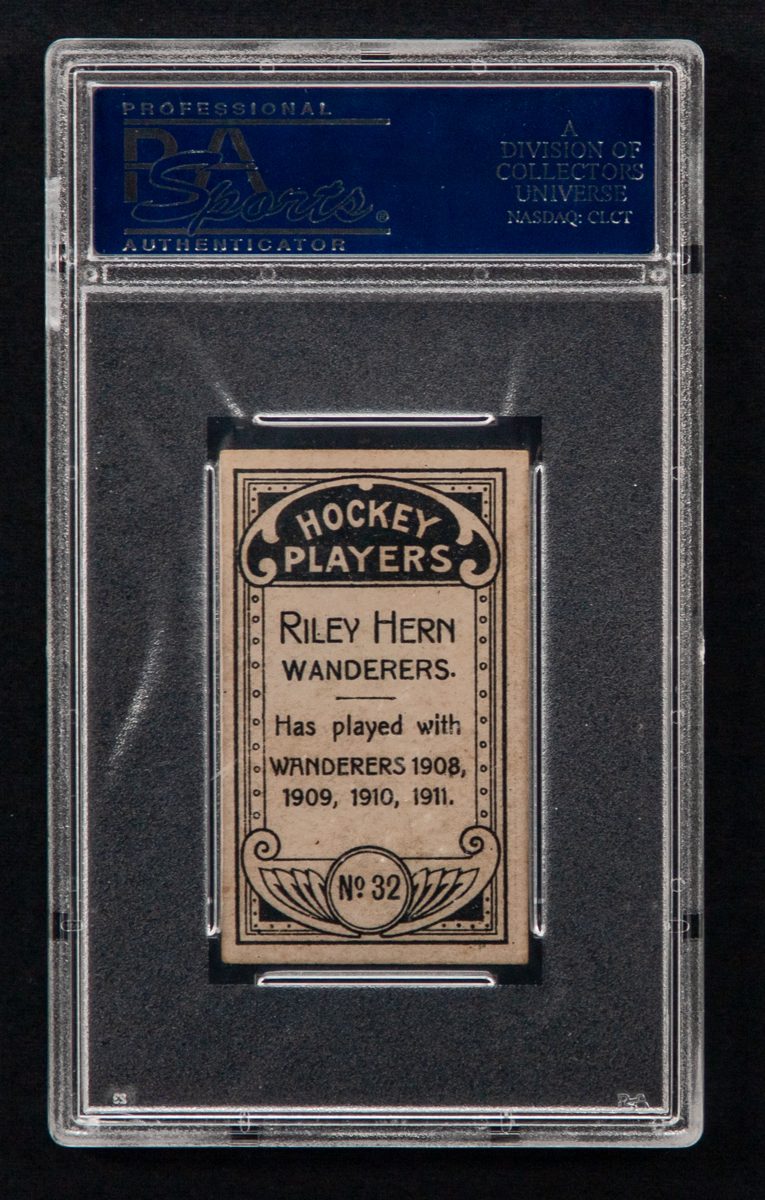 PROFESSIONAL
PSA
Sports®
AUTHENTICATOR
A
DIVISION OF
COLLECTORS
UNIVERSE
NASDAQ: CLCT
HOCKEY
PLAYERS
RILEY HERN
WANDERERS.
Has played with
WANDERERS 1908,
1909, 1910, 1911.
Nº 32
PSA